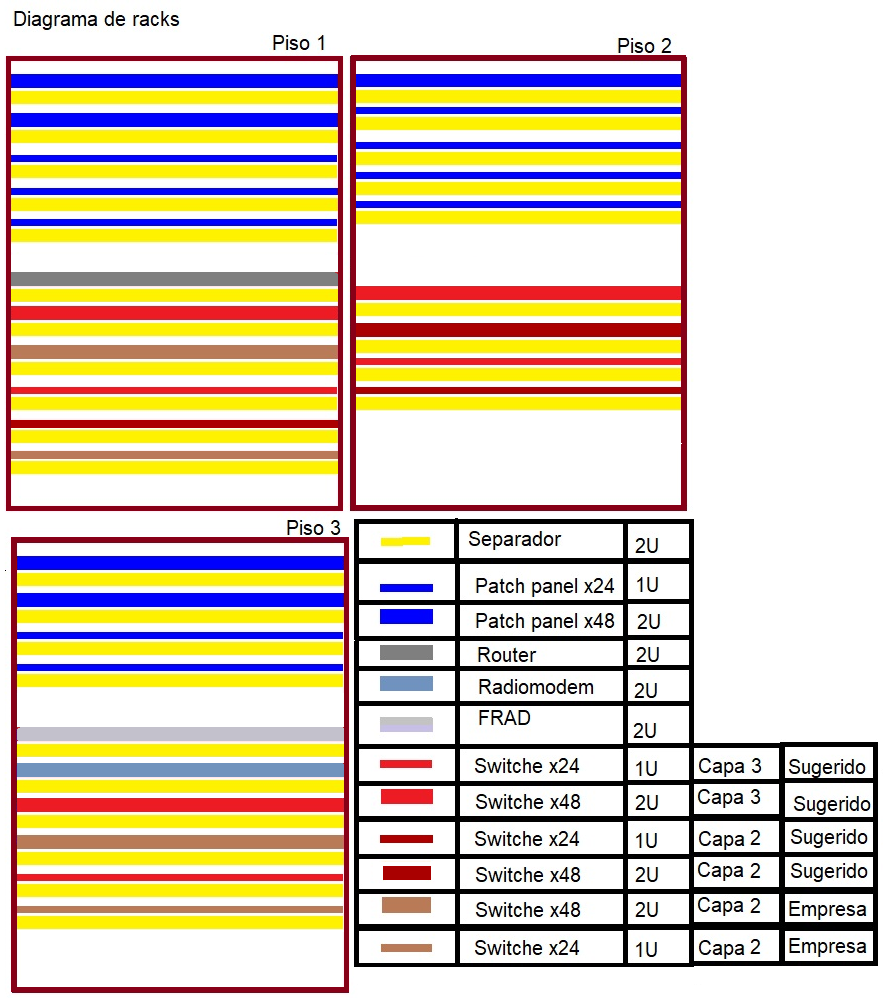 Diagrama de racks
Piso 1
Piso 2
Piso 3
Separador 2U
Patch panel x24 1U
Patch panel x48 2U
Router 2U
Radiomodem 2U
FRAD 2U
Switche x24 1U Capa 3 Sugerido
Switche x48 2U Capa 3 Sugerido
Switche x24 1U Capa 2 Sugerido
Switche x48 2U Capa 2 Sugerido
Switche x48 2U Capa 2 Empresa
Switche x24 1U Capa 2 Empresa